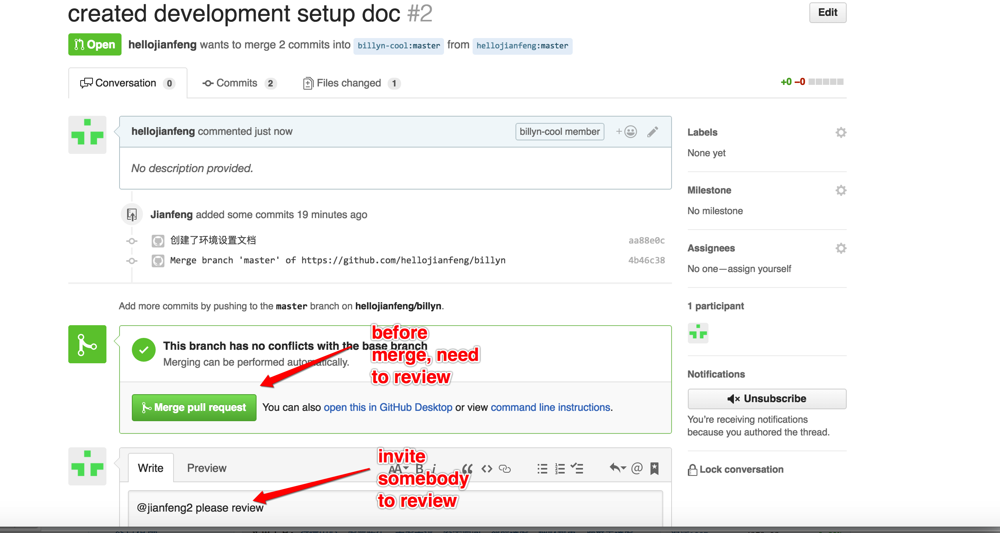 created development setup doc #2
Edit
Open
hellojianfeng wants to merge 2 commits into billyn-cool:master from hellojianfeng:master
Conversation 0
Commits 2
Files changed 1
+0 −0
hellojianfeng commented just now
billyn-cool member
No description provided.
Jianfeng added some commits 19 minutes ago
创建了环境设置文档
aa88e0c
Merge branch 'master' of https://github.com/hellojianfeng/billyn
4b46c38
Labels
None yet
Milestone
No milestone
Assignees
No one—assign yourself
1 participant
Notifications
Unsubscribe
You’re receiving notifications
because you authored the thread.
Lock conversation
Add more commits by pushing to the master branch on hellojianfeng/billyn.
This branch has no conflicts with the base branch
Merging can be performed automatically.
before
merge, need
to review
Merge pull request
You can also open this in GitHub Desktop or view command line instructions.
Write
Preview
invite
somebody
to review
@jianfeng2 please review